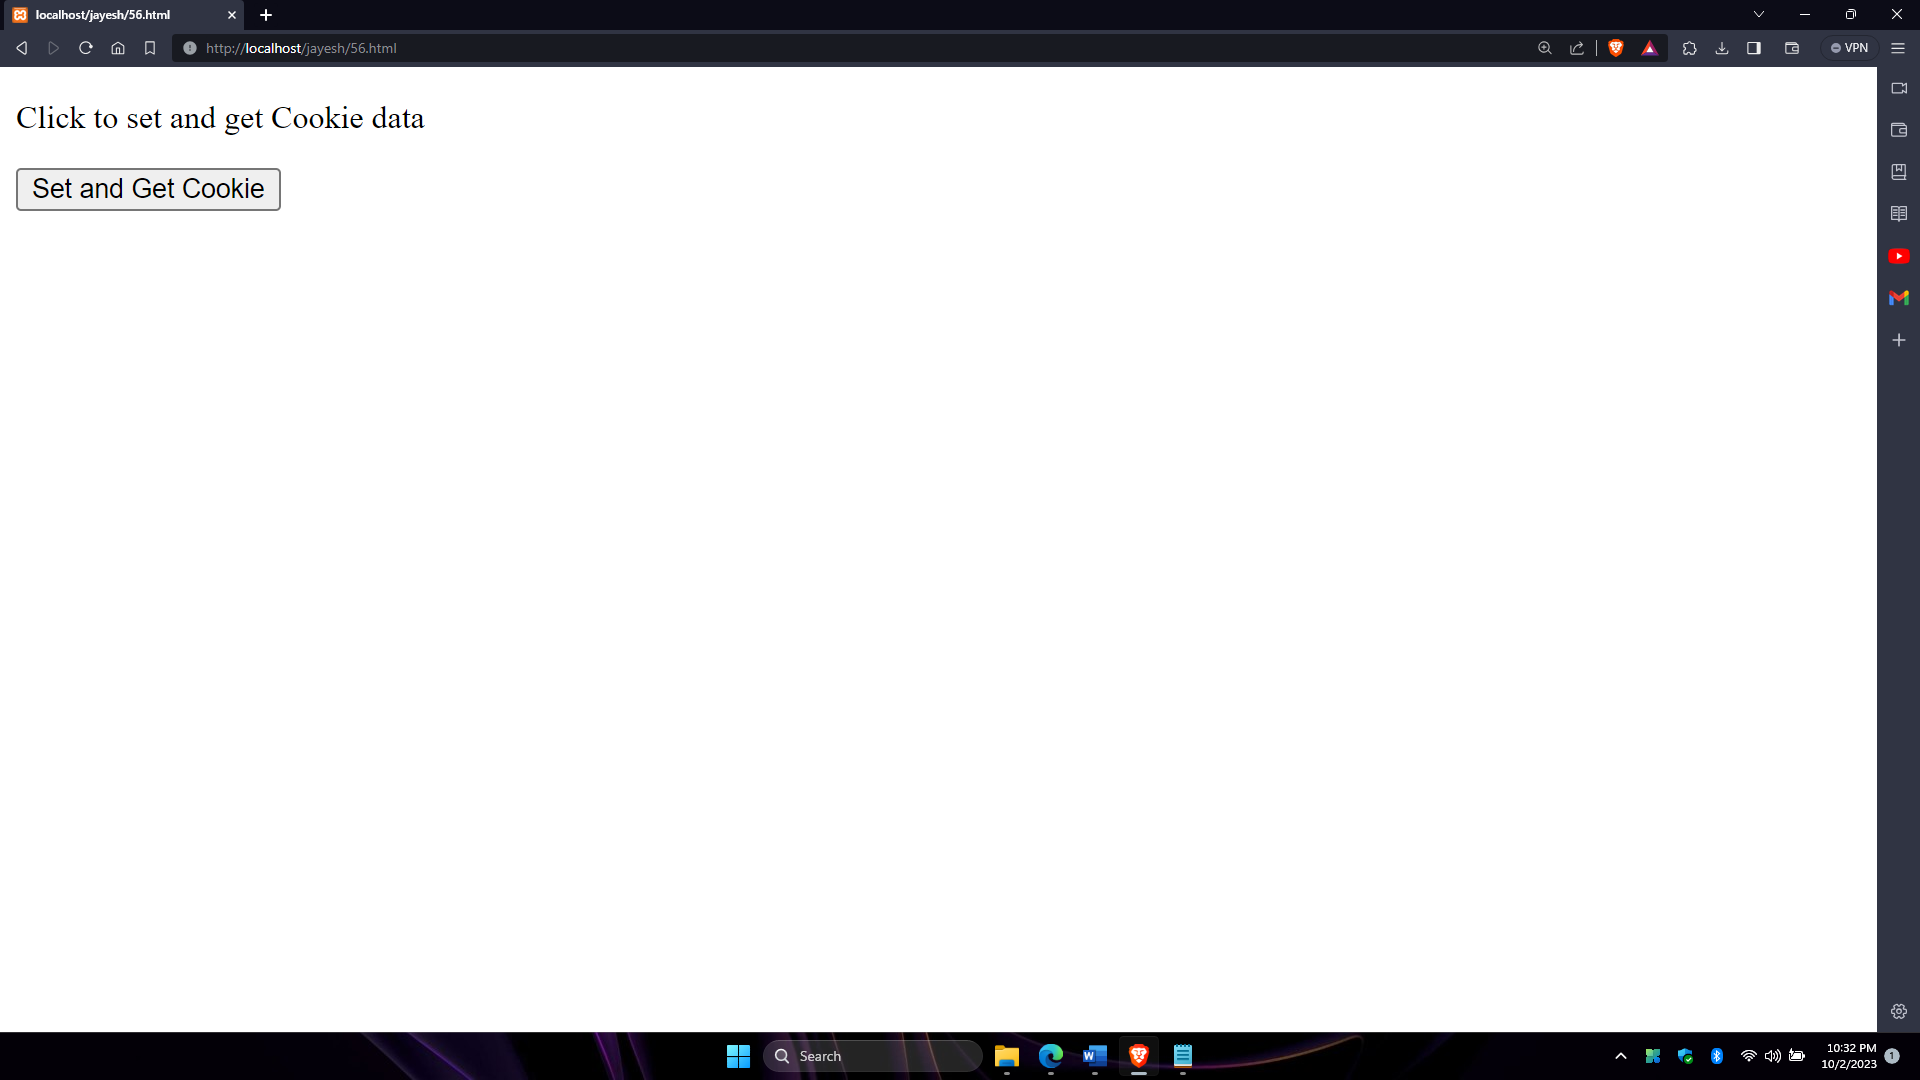 localhost/jayesh/56.html
http://localhost/jayesh/56.html
VPN
Click to set and get Cookie data
Set and Get Cookie
Search
10:32 PM
10/2/2023
1